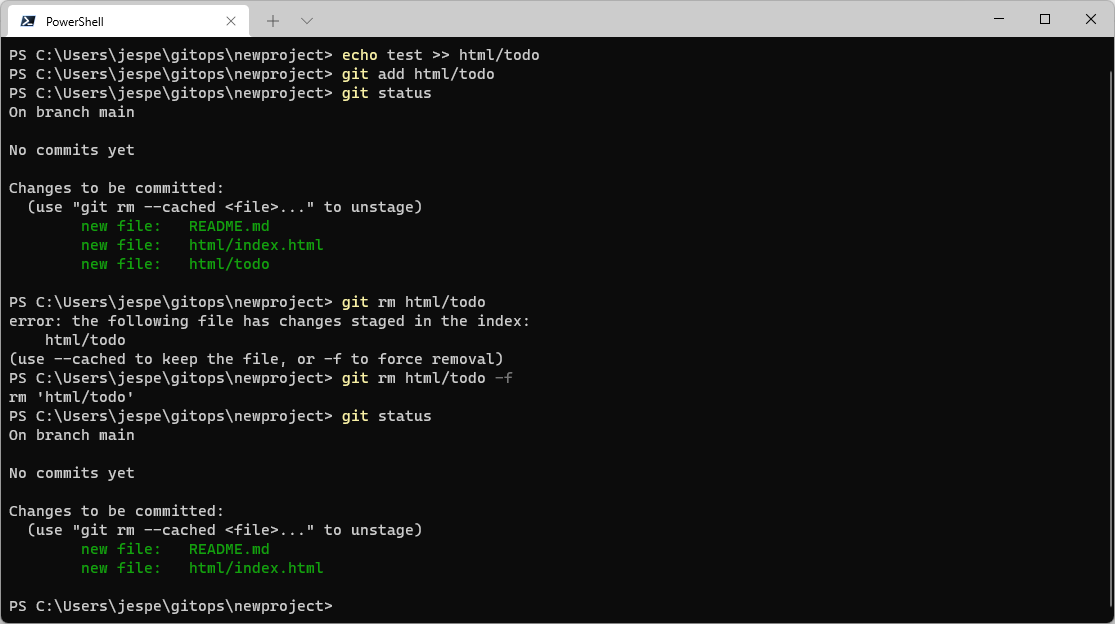 PowerShell
PS C:\Users\jespe\gitops\newproject> echo test >> html/todo
PS C:\Users\jespe\gitops\newproject> git add html/todo
PS C:\Users\jespe\gitops\newproject> git status
On branch main
No commits yet
Changes to be committed:
  (use "git rm --cached <file>..." to unstage)
        new file:   README.md
        new file:   html/index.html
        new file:   html/todo
PS C:\Users\jespe\gitops\newproject> git rm html/todo
error: the following file has changes staged in the index:
    html/todo
(use --cached to keep the file, or -f to force removal)
PS C:\Users\jespe\gitops\newproject> git rm html/todo -f
rm 'html/todo'
PS C:\Users\jespe\gitops\newproject> git status
On branch main
No commits yet
Changes to be committed:
  (use "git rm --cached <file>..." to unstage)
        new file:   README.md
        new file:   html/index.html
PS C:\Users\jespe\gitops\newproject>